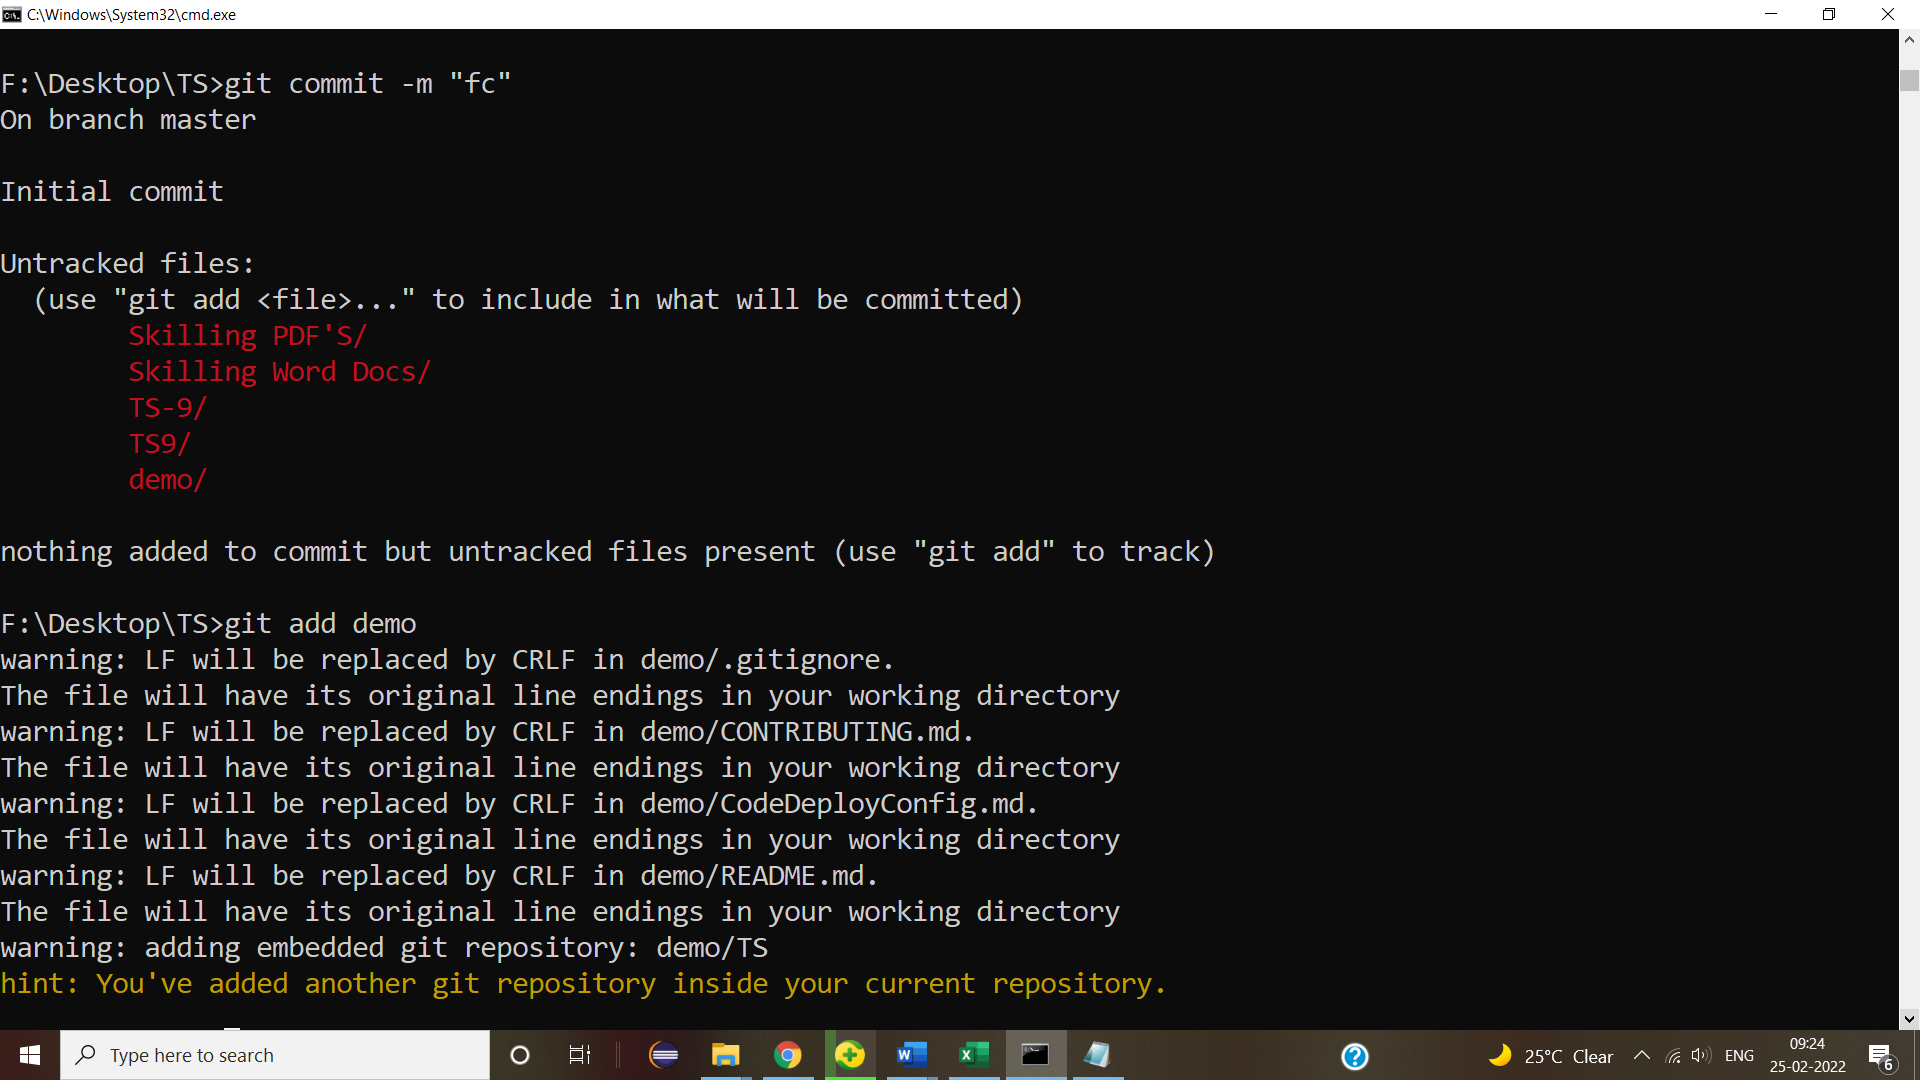 C:\Windows\System32\cmd.exe
F:\Desktop\TS>git commit -m "fc"
On branch master
Initial commit
Untracked files:
  (use "git add <file>..." to include in what will be committed)
        Skilling PDF'S/
        Skilling Word Docs/
        TS-9/
        TS9/
        demo/
nothing added to commit but untracked files present (use "git add" to track)
F:\Desktop\TS>git add demo
warning: LF will be replaced by CRLF in demo/.gitignore.
The file will have its original line endings in your working directory
warning: LF will be replaced by CRLF in demo/CONTRIBUTING.md.
The file will have its original line endings in your working directory
warning: LF will be replaced by CRLF in demo/CodeDeployConfig.md.
The file will have its original line endings in your working directory
warning: LF will be replaced by CRLF in demo/README.md.
The file will have its original line endings in your working directory
warning: adding embedded git repository: demo/TS
hint: You've added another git repository inside your current repository.
Type here to search
25°C Clear
ENG
09:24
25-02-2022
6